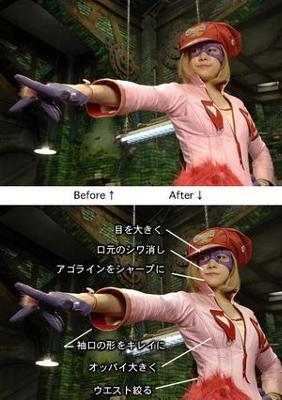 Before↑
After↓
目を大きく
口元のシワ消し
アゴラインをシャープに
袖口の形をキレイに
オッパイ大きく
ウエスト絞る